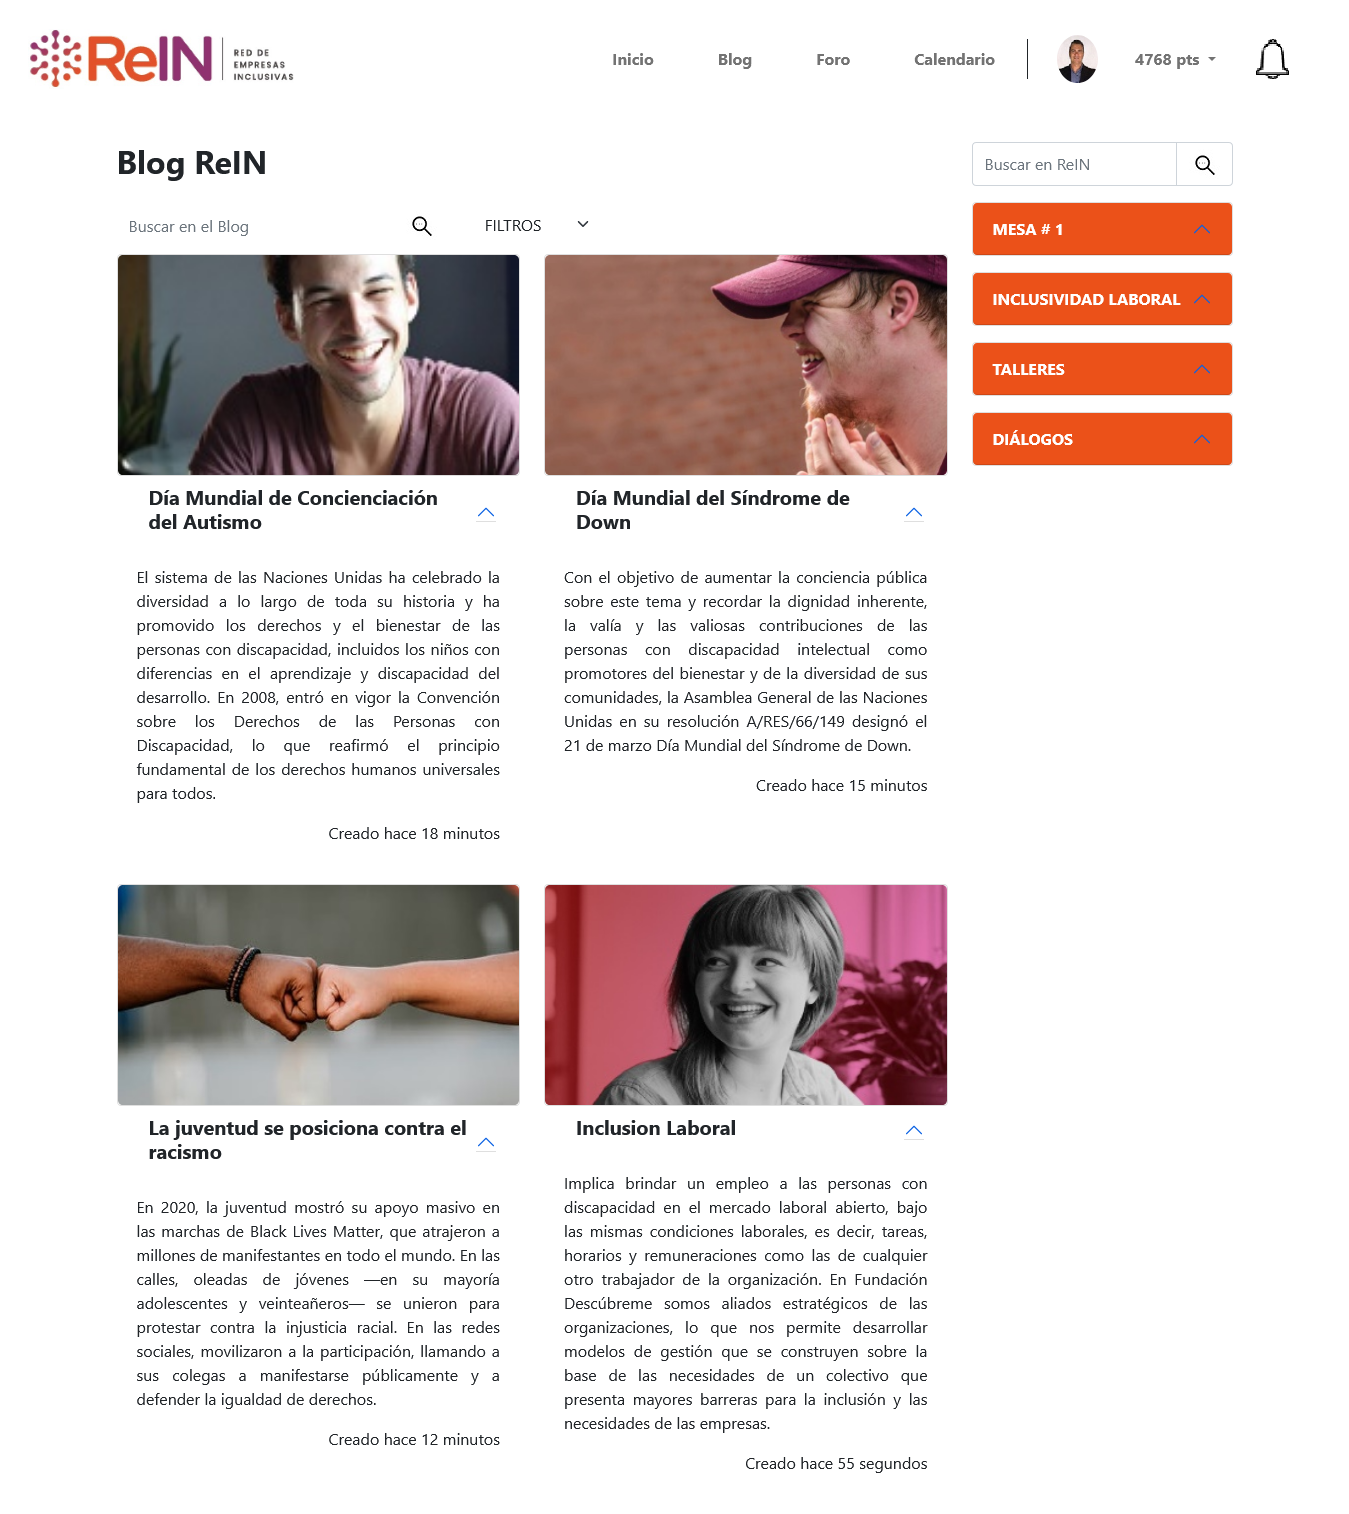 ReIN
RED DE
EMPRESAS
INCLUSIVAS
Inicio
Blog
Foro
Calendario
4768 pts
Blog ReIN
Buscar en el Blog
FILTROS
Buscar en ReIN
MESA # 1
INCLUSIVIDAD LABORAL
TALLERES
DIÁLOGOS
Día Mundial de Concienciación
del Autismo
El sistema de las Naciones Unidas ha celebrado la
diversidad a lo largo de toda su historia y ha
promovido los derechos y el bienestar de las
personas con discapacidad, incluidos los niños con
diferencias en el aprendizaje y discapacidad del
desarrollo. En 2008, entró en vigor la Convención
sobre los Derechos de las Personas con
Discapacidad, lo que reafirmó el principio
fundamental de los derechos humanos universales
para todos.
Creado hace 18 minutos
Día Mundial del Síndrome de
Down
Con el objetivo de aumentar la conciencia pública
sobre este tema y recordar la dignidad inherente,
la valía y las valiosas contribuciones de las
personas con discapacidad intelectual como
promotores del bienestar y de la diversidad de sus
comunidades, la Asamblea General de las Naciones
Unidas en su resolución A/RES/66/149 designó el
21 de marzo Día Mundial del Síndrome de Down.
Creado hace 15 minutos
La juventud se posiciona contra el
racismo
En 2020, la juventud mostró su apoyo masivo en
las marchas de Black Lives Matter, que atrajeron a
millones de manifestantes en todo el mundo. En las
calles, oleadas de jóvenes —en su mayoría
adolescentes y veinteañeros— se unieron para
protestar contra la injusticia racial. En las redes
sociales, movilizaron a la participación, llamando a
sus colegas a manifestarse públicamente y a
defender la igualdad de derechos.
Creado hace 12 minutos
Inclusion Laboral
Implica brindar un empleo a las personas con
discapacidad en el mercado laboral abierto, bajo
las mismas condiciones laborales, es decir, tareas,
horarios y remuneraciones como las de cualquier
otro trabajador de la organización. En Fundación
Descúbreme somos aliados estratégicos de las
organizaciones, lo que nos permite desarrollar
modelos de gestión que se construyen sobre la
base de las necesidades de un colectivo que
presenta mayores barreras para la inclusión y las
necesidades de las empresas.
Creado hace 55 segundos